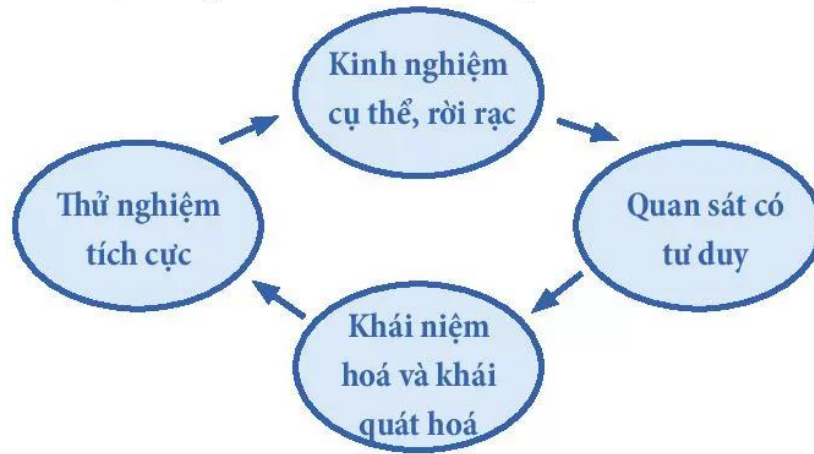 Kinh nghiệm
cụ thể, rời rạc
Quan sát có
tư duy
Khái niệm
hoá và khái
quát hoá
Thử nghiệm
tích cực